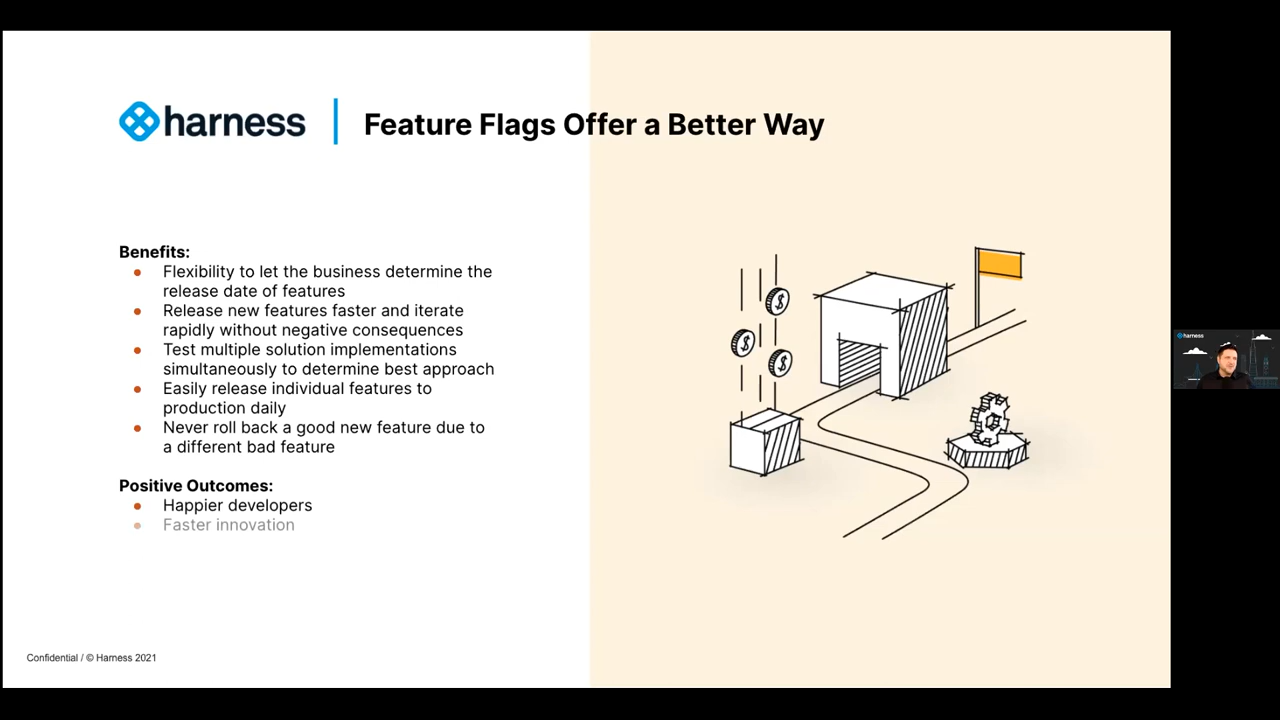 harness
Feature Flags Offer a Better Way
Benefits:
● Flexibility to let the business determine the
release date of features
● Release new features faster and iterate
rapidly without negative consequences
● Test multiple solution implementations
simultaneously to determine best approach
● Easily release individual features to
production daily
● Never roll back a good new feature due to
a different bad feature
Positive Outcomes:
● Happier developers
● Faster innovation
$
$
$
Confidential / © Harness 2021
harness